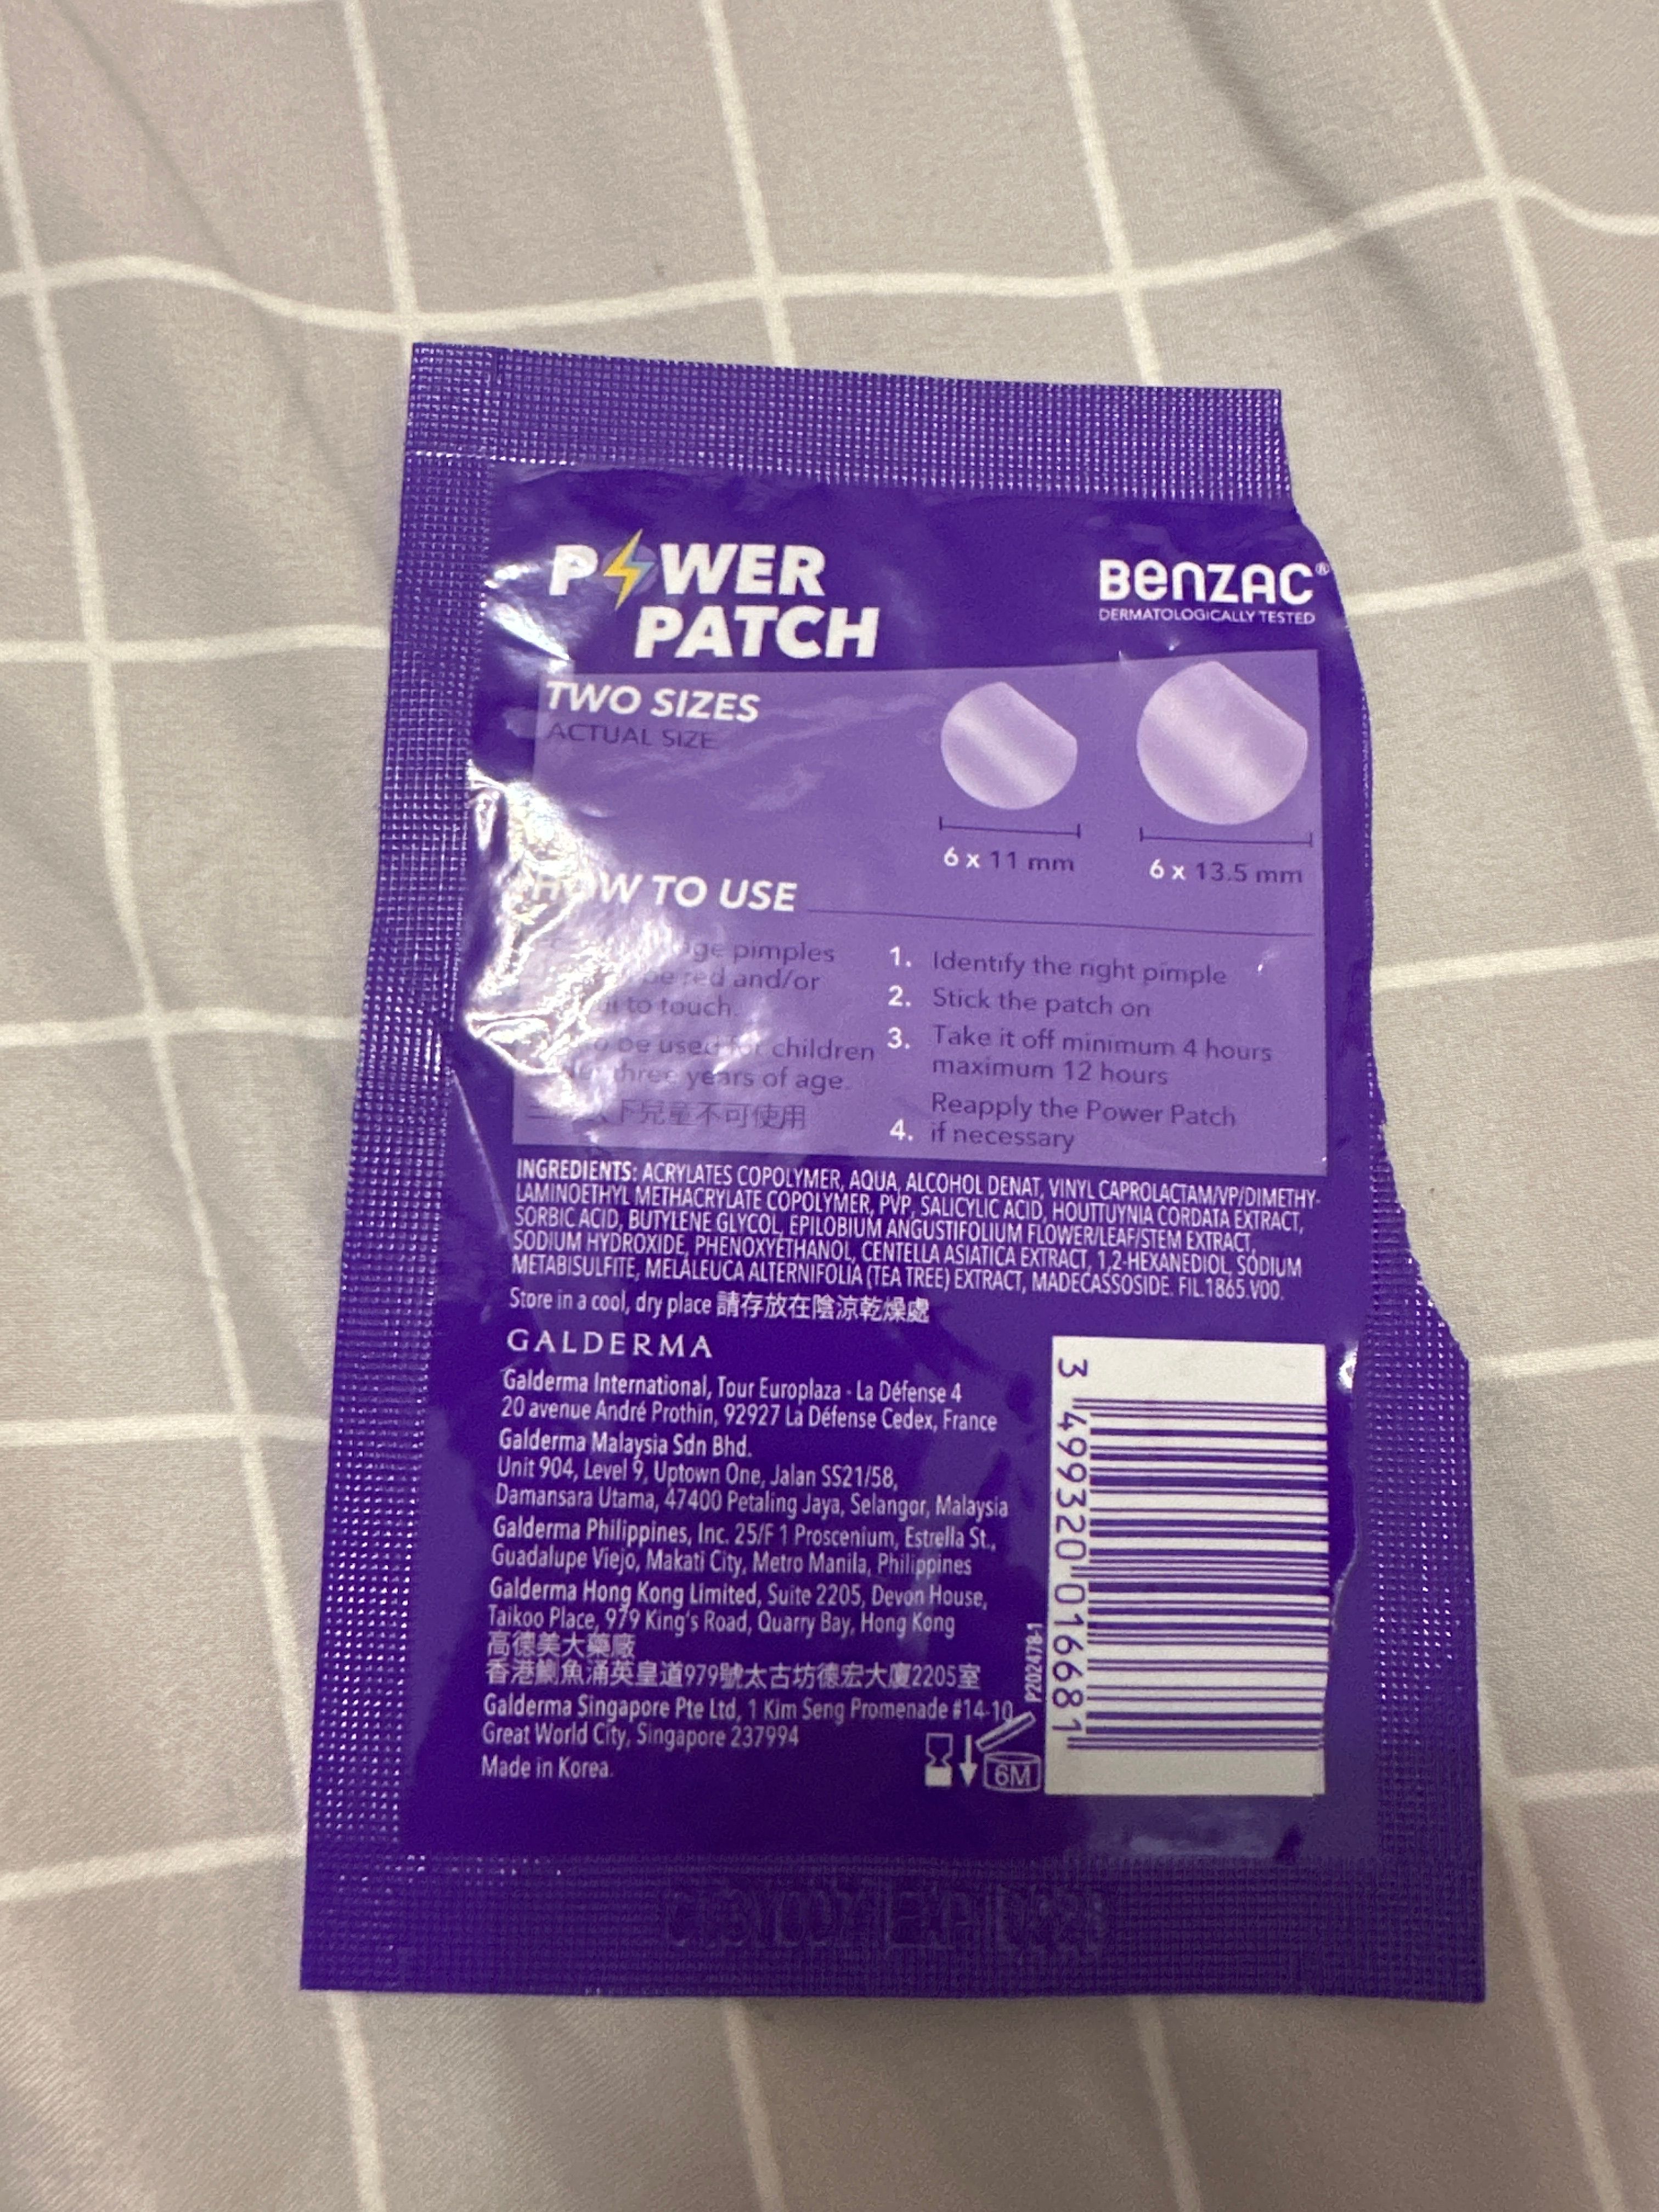 POWER
PATCH
BENZAC®
DERMATOLOGICALLY TESTED
TWO SIZES
ACTUAL SIZE
6 x 11 mm
6 x 13.5 mm
HOW TO USE
pimples
red and/or
to touch.
be used for children
three years of age.
下兒童不可使用
1. Identify the right pimple
2. Stick the patch on
3. Take it off minimum 4 hours
maximum 12 hours
Reapply the Power Patch
4. if necessary
INGREDIENTS: ACRYLATES COPOLYMER, AQUA, ALCOHOL DENAT, VINYL CAPROLACTAM/VP/DIMETHY-
LAMINOETHYL METHACRYLATE COPOLYMER, PVP, SALICYLIC ACID, HOUTTUYNIA CORDATA EXTRACT,
SORBIC ACID, BUTYLENE GLYCOL, EPILOBIUM ANGUSTIFOLIUM FLOWER/LEAF/STEM EXTRACT,
SODIUM HYDROXIDE, PHENOXYETHANOL, CENTELLA ASIATICA EXTRACT, 1,2-HEXANEDIOL, SODIUM
METABISULFITE, MELALEUCA ALTERNIFOLIA (TEA TREE) EXTRACT, MADECASSOSIDE. FIL.1865.V00.
Store in a cool, dry place 請存放在陰涼乾燥處
GALDERMA
Galderma International, Tour Europlaza - La Défense 4
20 avenue André Prothin, 92927 La Défense Cedex, France
Galderma Malaysia Sdn Bhd.
Unit 904, Level 9, Uptown One, Jalan SS21/58,
Damansara Utama, 47400 Petaling Jaya, Selangor, Malaysia
Galderma Philippines, Inc. 25/F 1 Proscenium, Estrella St.,
Guadalupe Viejo, Makati City, Metro Manila, Philippines
Galderma Hong Kong Limited, Suite 2205, Devon House,
Taikoo Place, 979 King's Road, Quarry Bay, Hong Kong
高德美大藥廠
香港鰂魚涌英皇道979號太古坊德宏大廈2205室
Galderma Singapore Pte Ltd, 1 Kim Seng Promenade #14-10,
Great World City, Singapore 237994
Made in Korea.
6M
P202478-1
3 499320 016681